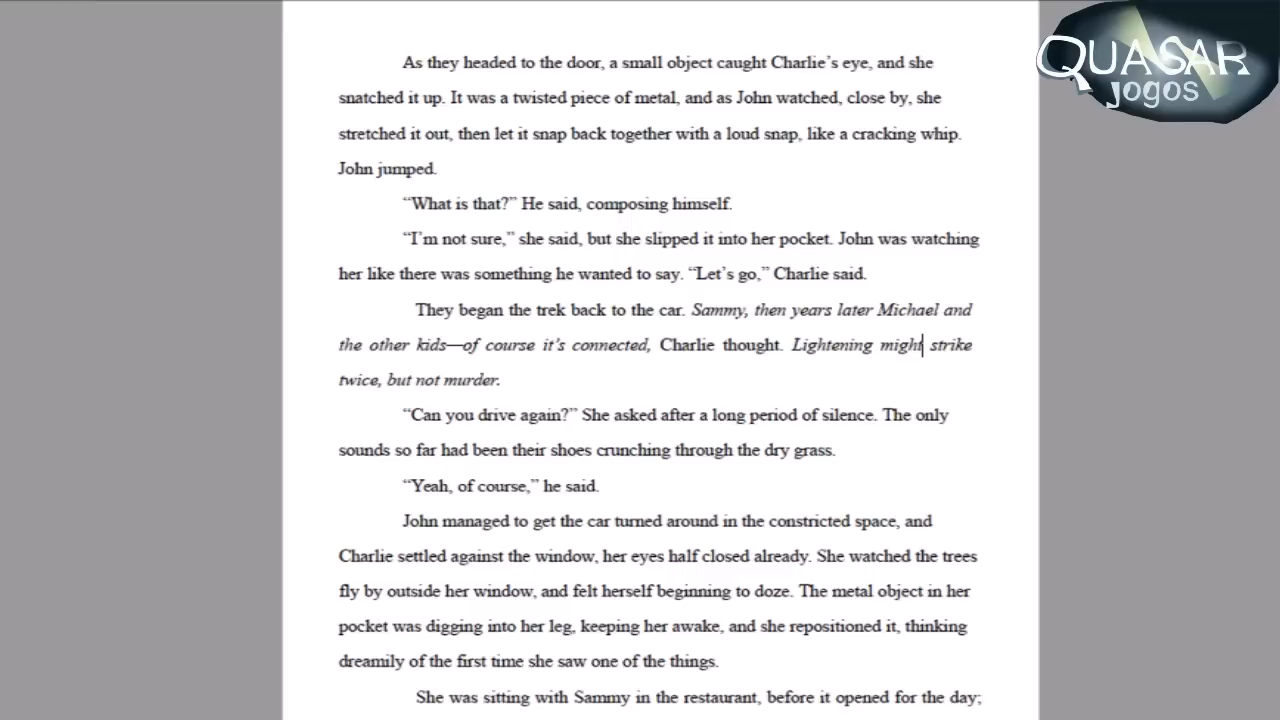 QUASAR
jogos
As they headed to the door, a small object caught Charlie's eye, and she
snatched it up. It was a twisted piece of metal, and as John watched, close by, she
stretched it out, then let it snap back together with a loud snap, like a cracking whip.
John jumped.
“What is that?” He said, composing himself.
“I'm not sure,” she said, but she slipped it into her pocket. John was watching
her like there was something he wanted to say. “Let's go,” Charlie said.
They began the trek back to the car. Sammy, then years later Michael and
the other kids—of course it's connected, Charlie thought. Lightening might strike
twice, but not murder.
“Can you drive again?” She asked after a long period of silence. The only
sounds so far had been their shoes crunching through the dry grass.
“Yeah, of course,” he said.
John managed to get the car turned around in the constricted space, and
Charlie settled against the window, her eyes half closed already. She watched the trees
fly by outside her window, and felt herself beginning to doze. The metal object in her
pocket was digging into her leg, keeping her awake, and she repositioned it, thinking
dreamily of the first time she saw one of the things.
She was sitting with Sammy in the restaurant, before it opened for the day;